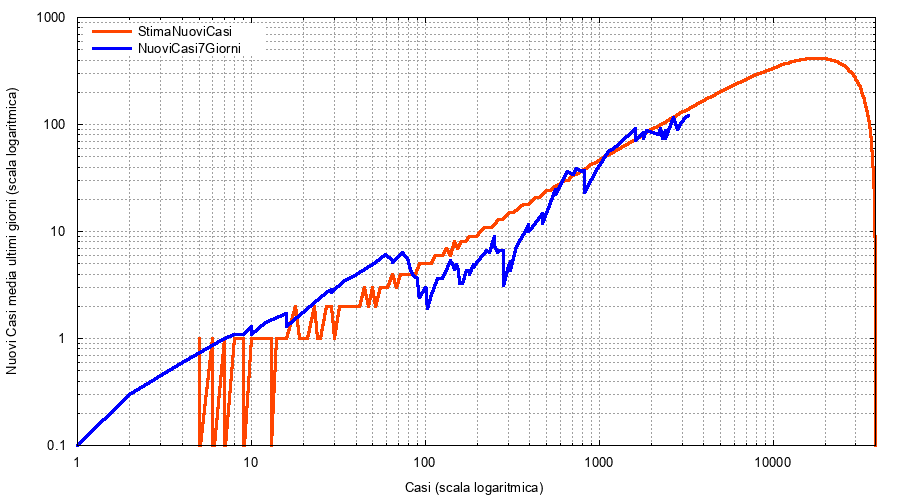 1000
StimaNuoviCasi
NuoviCasi7Giorni
100
10
1
0.1
1 10 100 1000 10000
Nuovi Casi media ultimi giorni (scala logaritmica)
Casi (scala logaritmica)